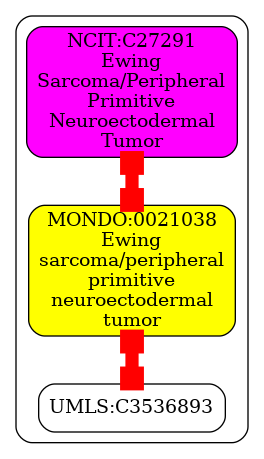 NCIT:C27291
Ewing
Sarcoma/Peripheral
Primitive
Neuroectodermal
Tumor
MONDO:0021038
Ewing
sarcoma/peripheral
primitive
neuroectodermal
tumor
UMLS:C3536893